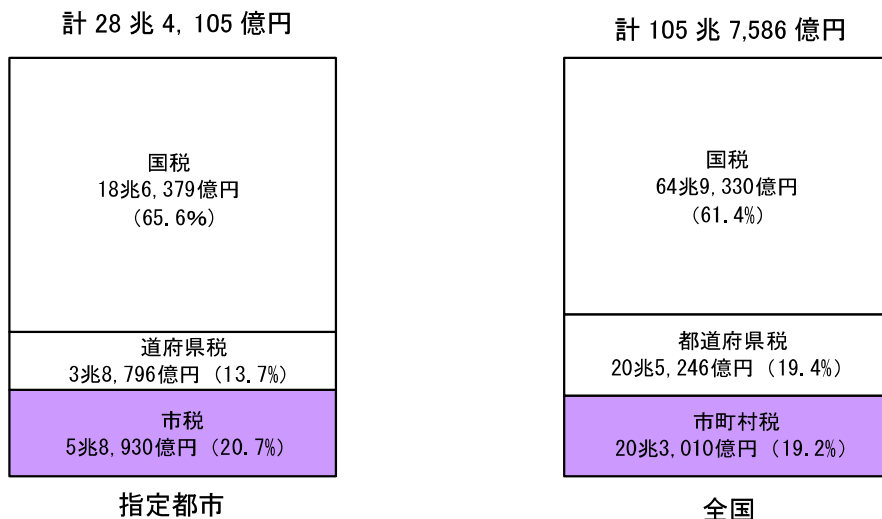 計 28 兆 4, 105 億円
国税
18兆6, 379億円
(65. 6%)
道府県税
3兆8, 796億円 (13. 7%)
市税
5兆8, 930億円 (20. 7%)
指定都市
計 105 兆 7,586 億円
国税
64兆9, 330億円
(61. 4%)
都道府県税
20兆5, 246億円 (19. 4%)
市町村税
20兆3, 010億円 (19. 2%)
全国